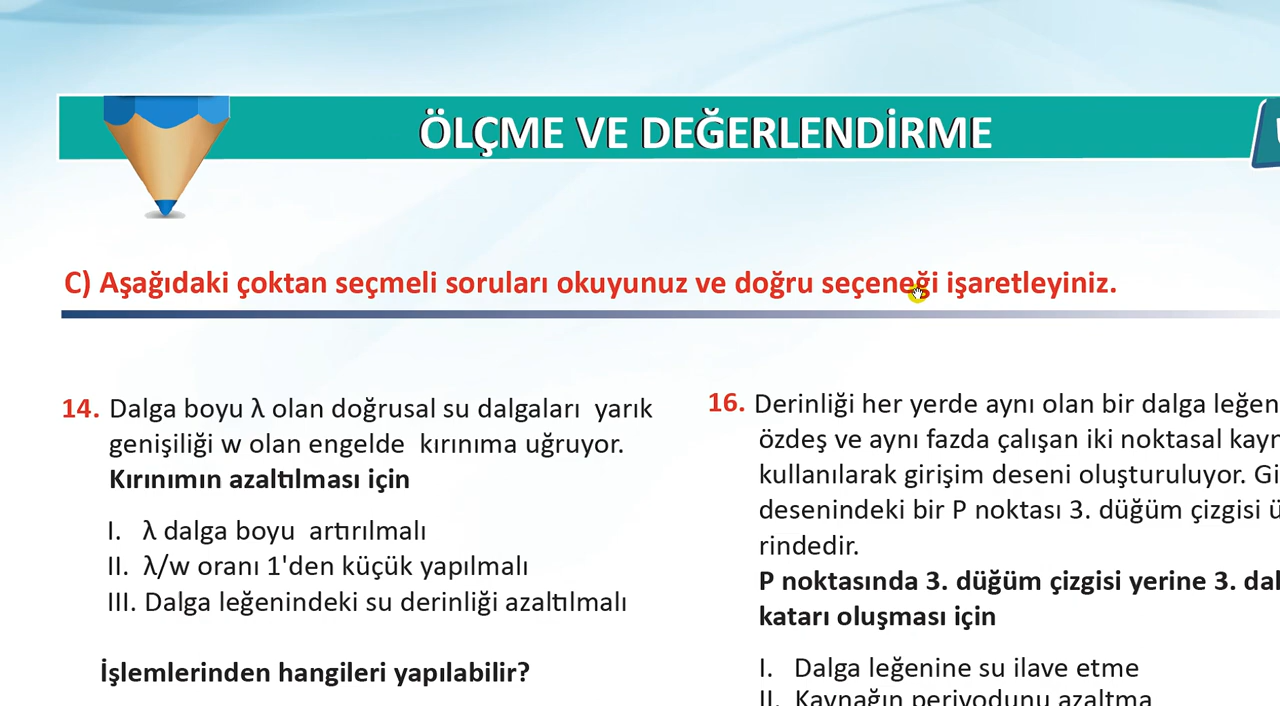 ÖLÇME VE DEĞERLENDİRME
C) Aşağıdaki çoktan seçmeli soruları okuyunuz ve doğru seçeneği işaretleyiniz.
14. Dalga boyu λ olan doğrusal su dalgaları yarık
genişiliği w olan engelde kırınıma uğruyor.
Kırınımın azaltılması için
I. λ dalga boyu artırılmalı
II. λ/w oranı 1'den küçük yapılmalı
III. Dalga leğenindeki su derinliği azaltılmalı
İşlemlerinden hangileri yapılabilir?
16. Derinliği her yerde aynı olan bir dalga leğen
özdeş ve aynı fazda çalışan iki noktasal kayn
kullanılarak girişim deseni oluşturuluyor. Gi
desenindeki bir P noktası 3. düğüm çizgisi ü
rindedir.
P noktasında 3. düğüm çizgisi yerine 3. dal
katarı oluşması için
I. Dalga leğenine su ilave etme
II. Kaynağın periyodunu azaltma